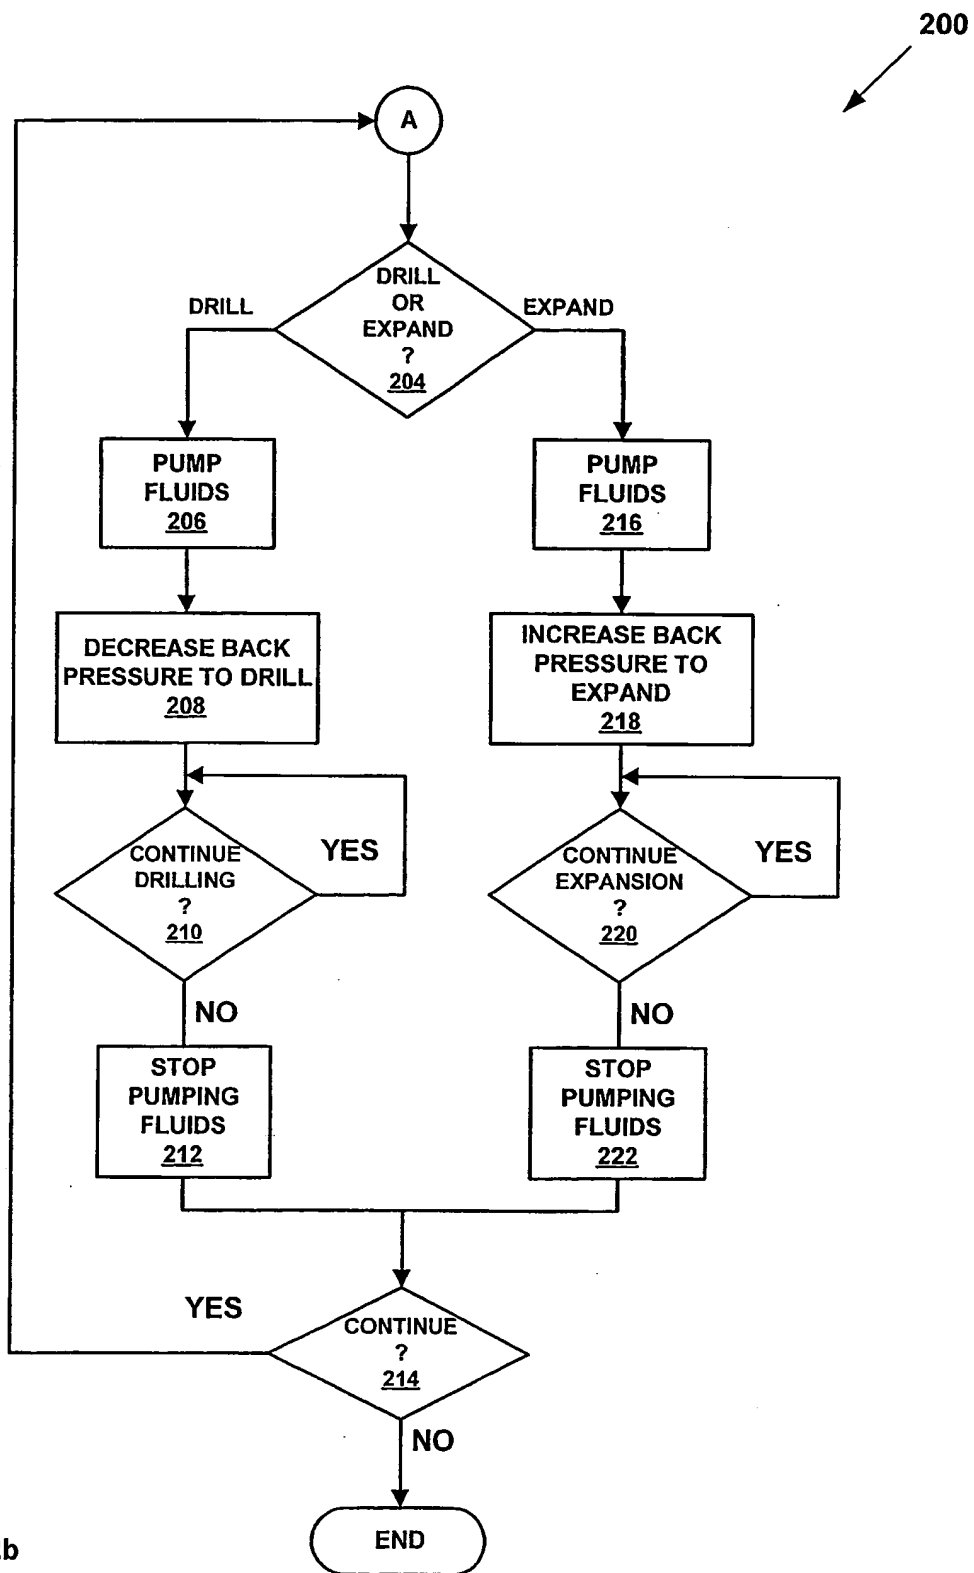 200
A
DRILL
OR
EXPAND
?
204
DRILL
EXPAND
PUMP
FLUIDS
206
PUMP
FLUIDS
216
DECREASE BACK
PRESSURE TO DRILL
208
INCREASE BACK
PRESSURE TO
EXPAND
218
CONTINUE
DRILLING
?
210
YES
CONTINUE
EXPANSION
?
220
YES
NO
NO
STOP
PUMPING
FLUIDS
212
STOP
PUMPING
FLUIDS
222
YES
CONTINUE
?
214
NO
END